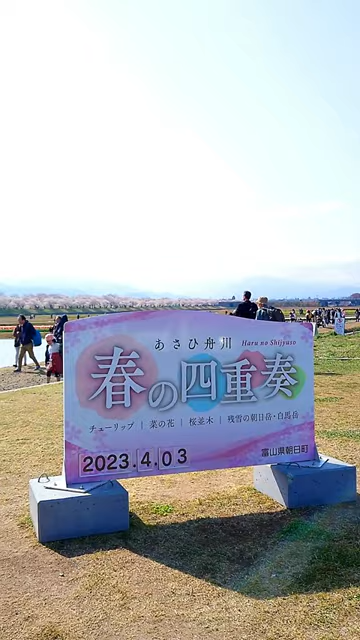 あさひ舟川 Haru no Shijyuso
春の四重奏
チューリップ | 菜の花 | 桜並木 | 残雪の朝日岳・白馬岳
2023.4.03 富山県朝日町